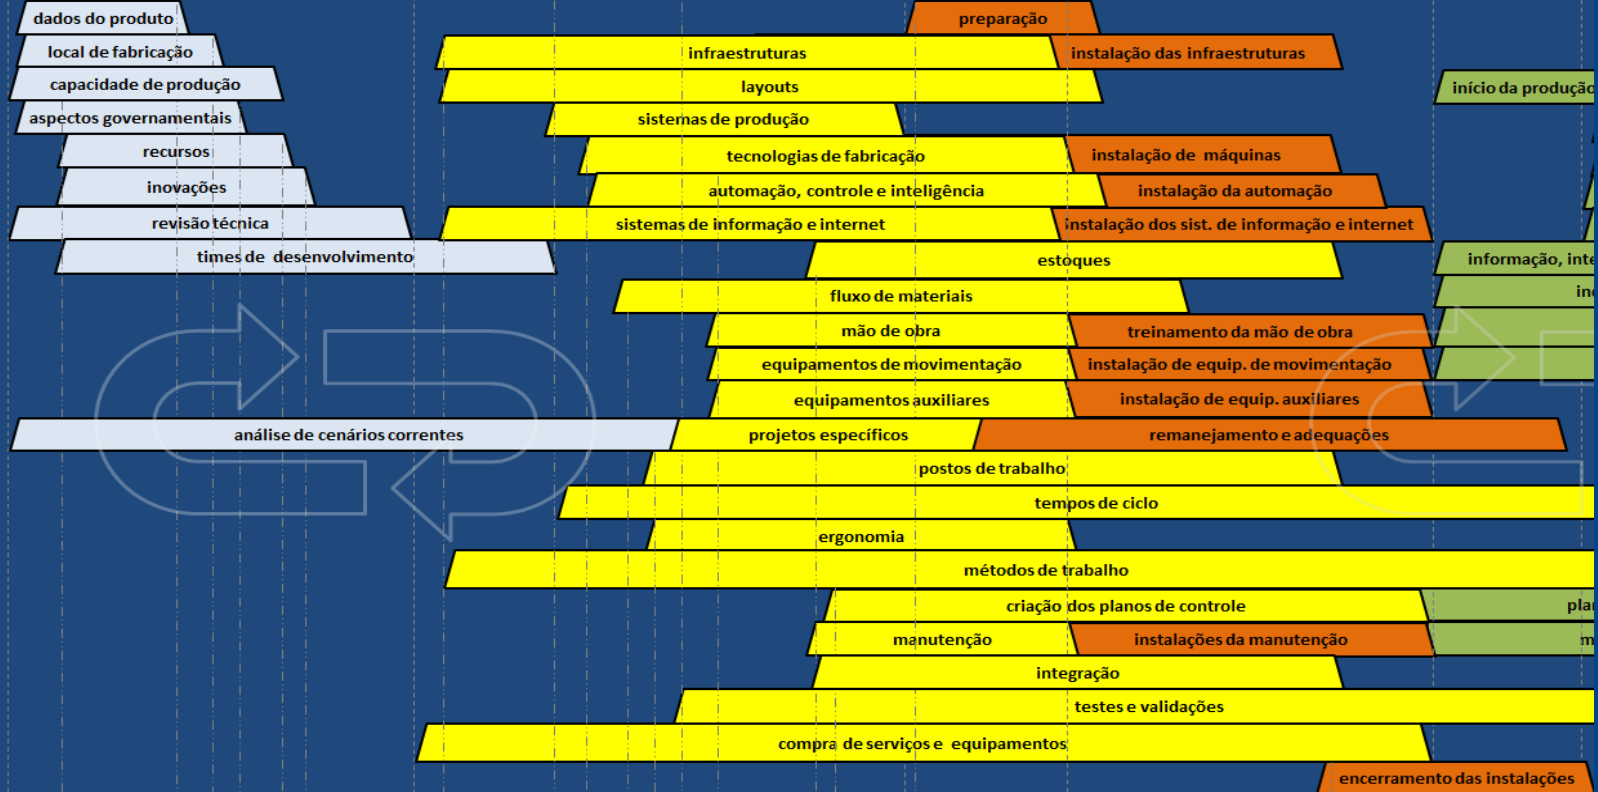 dados do produto
preparação
local de fabricação
infraestruturas
instalação das infraestruturas
capacidade de produção
layouts
início da produção
aspectos governamentais
sistemas de produção
recursos
tecnologias de fabricação
instalação de máquinas
inovações
automação, controle e inteligência
instalação da automação
revisão técnica
sistemas de informação e internet
instalação dos sist. de informação e internet
times de desenvolvimento
estoques
informação, inte
fluxo de materiais
mão de obra
treinamento da mão de obra
equipamentos de movimentação
instalação de equip. de movimentação
equipamentos auxiliares
instalação de equip. auxiliares
análise de cenários correntes
projetos específicos
remanejamento e adequações
postos de trabalho
tempos de ciclo
ergonomia
métodos de trabalho
criação dos planos de controle
manutenção
instalações da manutenção
integração
testes e validações
compra de serviços e equipamentos
encerramento das instalações